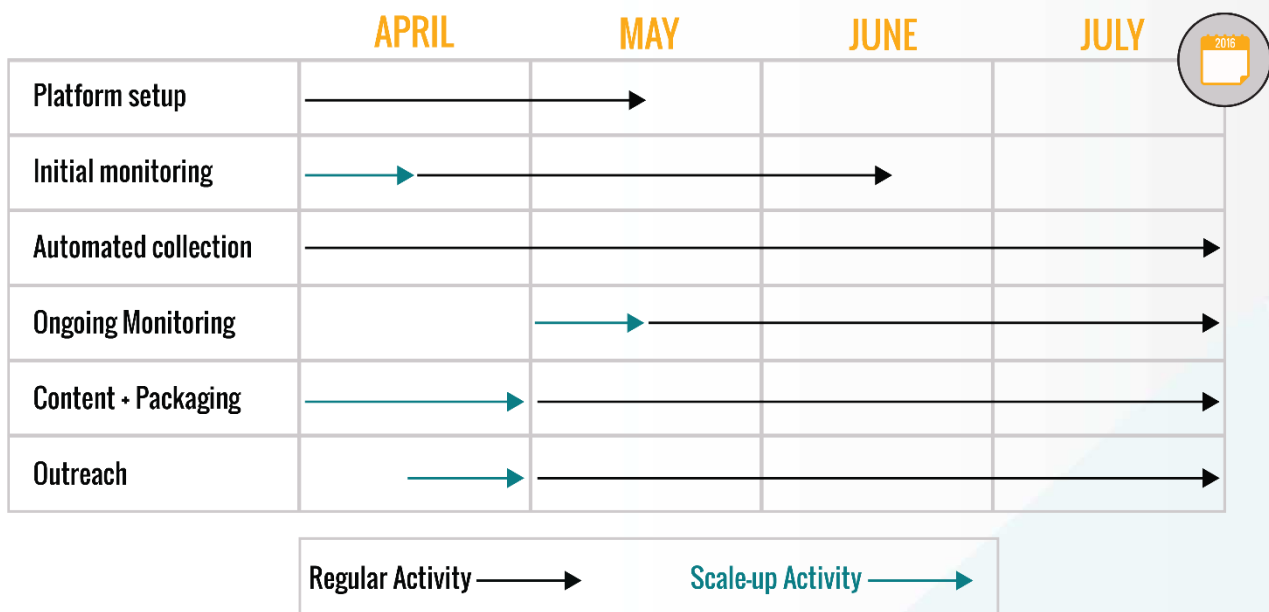 APRIL MAY JUNE JULY
2016
Platform setup
Initial monitoring
Automated collection
Ongoing Monitoring
Content + Packaging
Outreach
Regular Activity Scale-up Activity